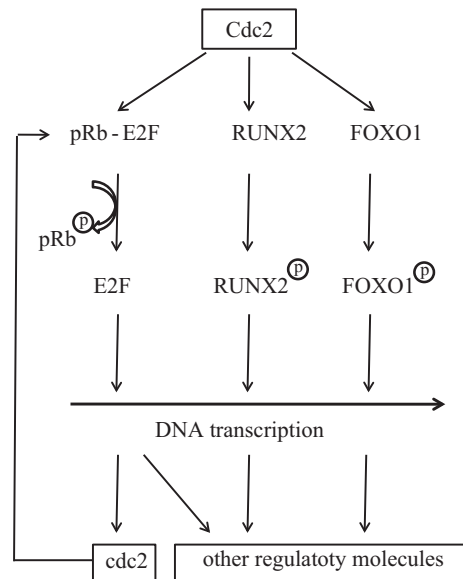 Cdc2
pRb - E2F RUNX2 FOXO1
pRb p
E2F RUNX2 p FOXO1 p
DNA transcription
cdc2 other regulatoty molecules